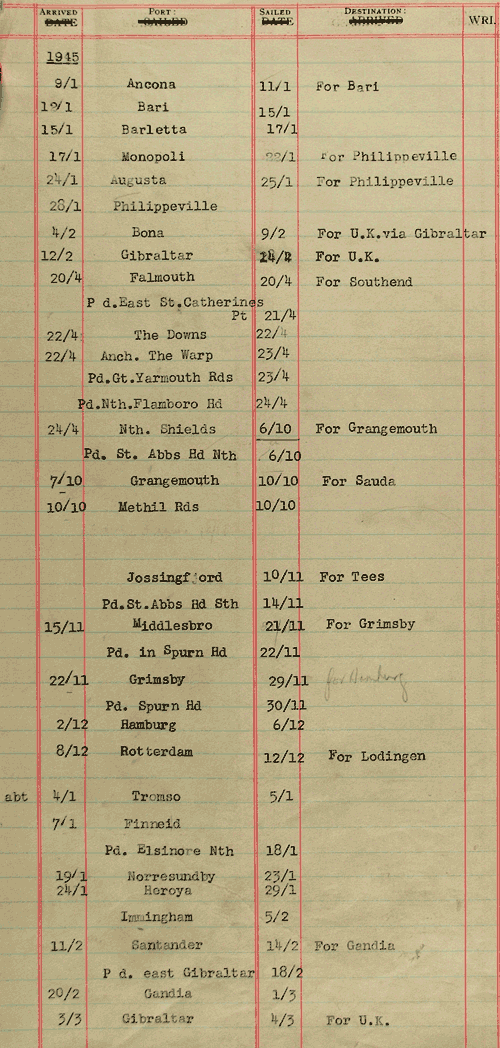 ARRIVED PORT: SAILED DESTINATION:
DATE SAILED DATE ARRIVED WRI.
1945
9/1 Ancona 11/1 For Bari
12/1 Bari 15/1
15/1 Barletta 17/1
17/1 Monopoli 22/1 For Philippeville
24/1 Augusta 25/1 For Philippeville
28/1 Philippeville
4/2 Bona 9/2 For U.K.via Gibraltar
12/2 Gibraltar For U.K.
20/4 Falmouth 20/4 For Southend
P d.East St.Catherines
Pt 21/4
22/4 The Downs 22/4
22/4 Anch. The Warp 23/4
Pd.Gt.Yarmouth Rds 23/4
Pd.Nth.Flamboro Hd 24/4
24/4 Nth. Shields 6/10 For Grangemouth
Pd. St. Abbs Hd Nth 6/10
7/10 Grangemouth 10/10 For Sauda
10/10 Methil Rds 10/10
Jossingfjord 10/11 For Tees
Pd.St.Abbs Hd Sth 14/11
15/11 Middlesbro 21/11 For Grimsby
Pd. in Spurn Hd 22/11
22/11 Grimsby 29/11 for Hamburg
Pd. Spurn Hd 30/11
2/12 Hamburg 6/12
8/12 Rotterdam 12/12 For Lodingen
abt 4/1 Tromso 5/1
7/1 Finneid
Pd. Elsinore Nth 18/1
19/1 Norresundby 23/1
24/1 Heroya 29/1
Immingham 5/2
11/2 Santander 14/2 For Gandia
P d. east Gibraltar 18/2
20/2 Gandia 1/3
3/3 Gibraltar 4/3 For U.K.